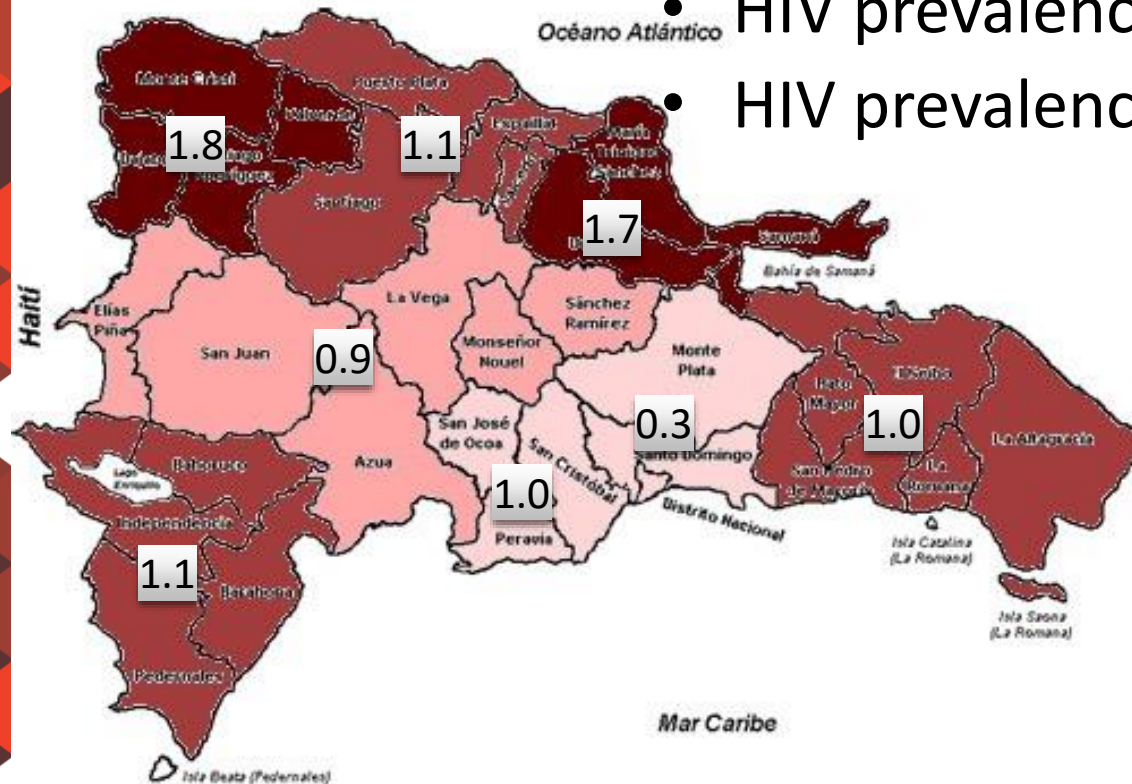 Océano Atlántico
• HIV prevalenc
• HIV prevalenc
Monte Cristi
Puerto Plata
Valverde
Espaillat
María
Trinidad
Sánchez
1.8
1.1
Rodríguez
Santiago
Salcedo
1.7
Samaná
Bahía de Samaná
Haití
Elías
Piña
La Vega
Sánchez
Ramírez
San Juan
0.9
Monseñor
Nouel
Monte
Plata
Hato
Mayor
El Seibo
San José
de Ocoa
San Cristóbal
0.3
Santo Domingo
1.0
La Altagracia
Bahoruco
Azua
San Pedro
de Macorís
La
Romana
Lago
Enriquillo
1.0
Distrito Nacional
Independencia
Peravia
Isla Catalina
(La Romana)
1.1
Barahona
Isla Saona
(La Romana)
Pedernales
Mar Caribe
Isla Beata (Pedernales)